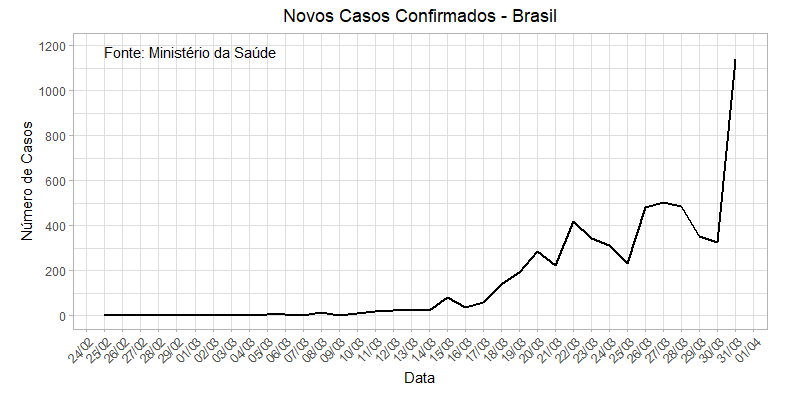 Novos Casos Confirmados - Brasil
Fonte: Ministério da Saúde
Número de Casos
1200
1000
800
600
400
200
0
24/02 25/02 26/02 27/02 28/02 29/02 01/03 02/03 03/03 04/03 05/03 06/03 07/03 08/03 09/03 10/03 11/03 12/03 13/03 14/03 15/03 16/03 17/03 18/03 19/03 20/03 21/03 22/03 23/03 24/03 25/03 26/03 27/03 28/03 29/03 30/03 31/03 01/04
Data